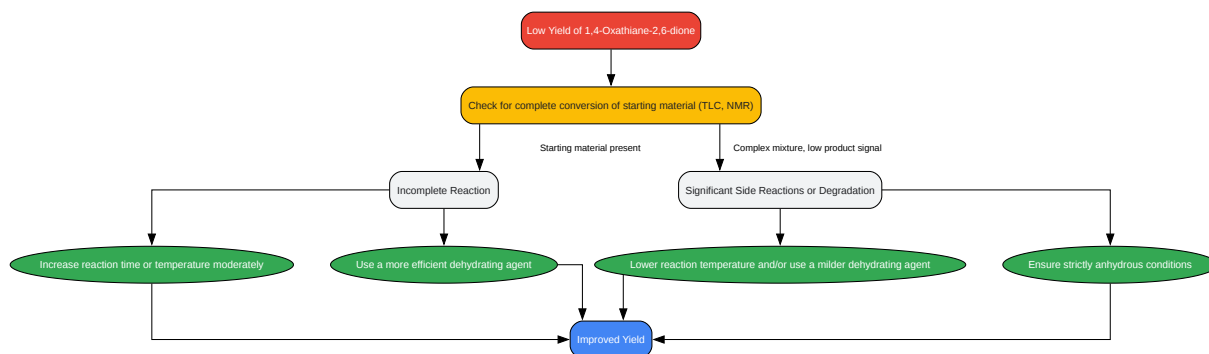 Low Yield of 1,4-Oxathiane-2,6-dione
Check for complete conversion of starting material (TLC, NMR)
Starting material present
Complex mixture, low product signal
Incomplete Reaction
Significant Side Reactions or Degradation
Increase reaction time or temperature moderately
Use a more efficient dehydrating agent
Lower reaction temperature and/or use a milder dehydrating agent
Ensure strictly anhydrous conditions
Improved Yield